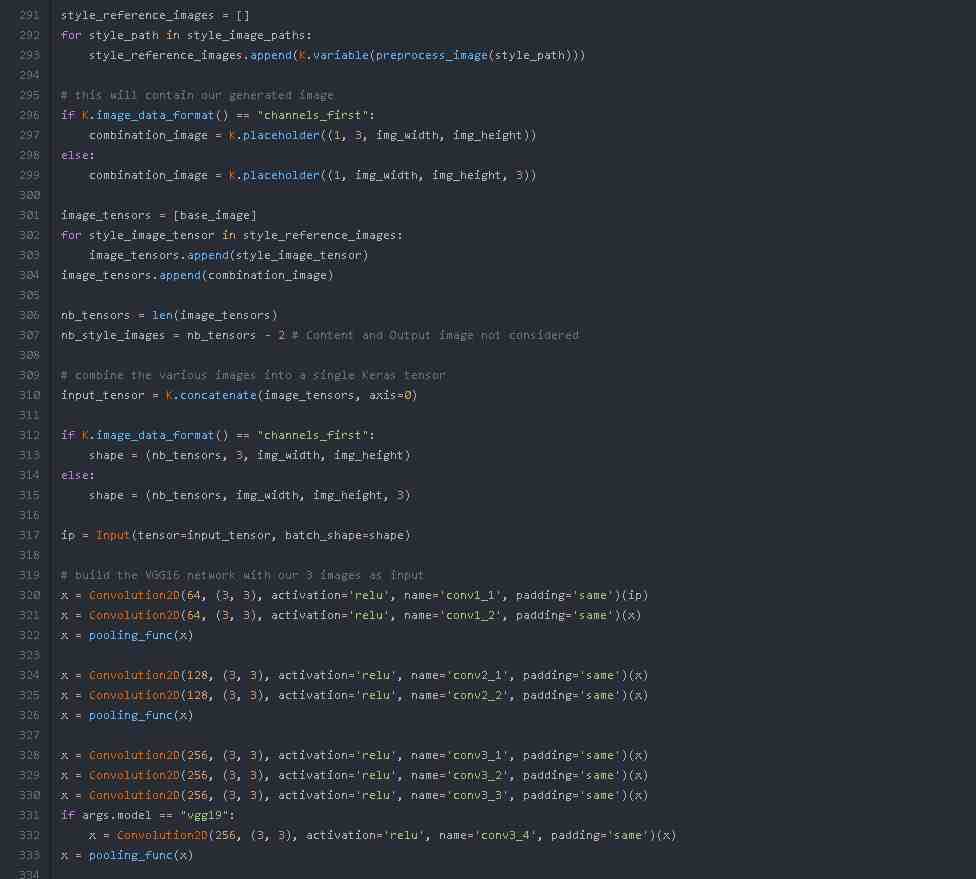 291 style_reference_images = []
292 for style_path in style_image_paths:
293     style_reference_images.append(K.variable(preprocess_image(style_path)))
294
295 # this will contain our generated image
296 if K.image_data_format() == "channels_first":
297     combination_image = K.placeholder((1, 3, img_width, img_height))
298 else:
299     combination_image = K.placeholder((1, img_width, img_height, 3))
300
301 image_tensors = [base_image]
302 for style_image_tensor in style_reference_images:
303     image_tensors.append(style_image_tensor)
304 image_tensors.append(combination_image)
305
306 nb_tensors = len(image_tensors)
307 nb_style_images = nb_tensors - 2 # Content and Output image not considered
308
309 # combine the various images into a single Keras tensor
310 input_tensor = K.concatenate(image_tensors, axis=0)
311
312 if K.image_data_format() == "channels_first":
313     shape = (nb_tensors, 3, img_width, img_height)
314 else:
315     shape = (nb_tensors, img_width, img_height, 3)
316
317 ip = Input(tensor=input_tensor, batch_shape=shape)
318
319 # build the VGG16 network with our 3 images as input
320 x = Convolution2D(64, (3, 3), activation='relu', name='conv1_1', padding='same')(ip)
321 x = Convolution2D(64, (3, 3), activation='relu', name='conv1_2', padding='same')(x)
322 x = pooling_func(x)
323
324 x = Convolution2D(128, (3, 3), activation='relu', name='conv2_1', padding='same')(x)
325 x = Convolution2D(128, (3, 3), activation='relu', name='conv2_2', padding='same')(x)
326 x = pooling_func(x)
327
328 x = Convolution2D(256, (3, 3), activation='relu', name='conv3_1', padding='same')(x)
329 x = Convolution2D(256, (3, 3), activation='relu', name='conv3_2', padding='same')(x)
330 x = Convolution2D(256, (3, 3), activation='relu', name='conv3_3', padding='same')(x)
331 if args.model == "vgg19":
332     x = Convolution2D(256, (3, 3), activation='relu', name='conv3_4', padding='same')(x)
333 x = pooling_func(x)
334